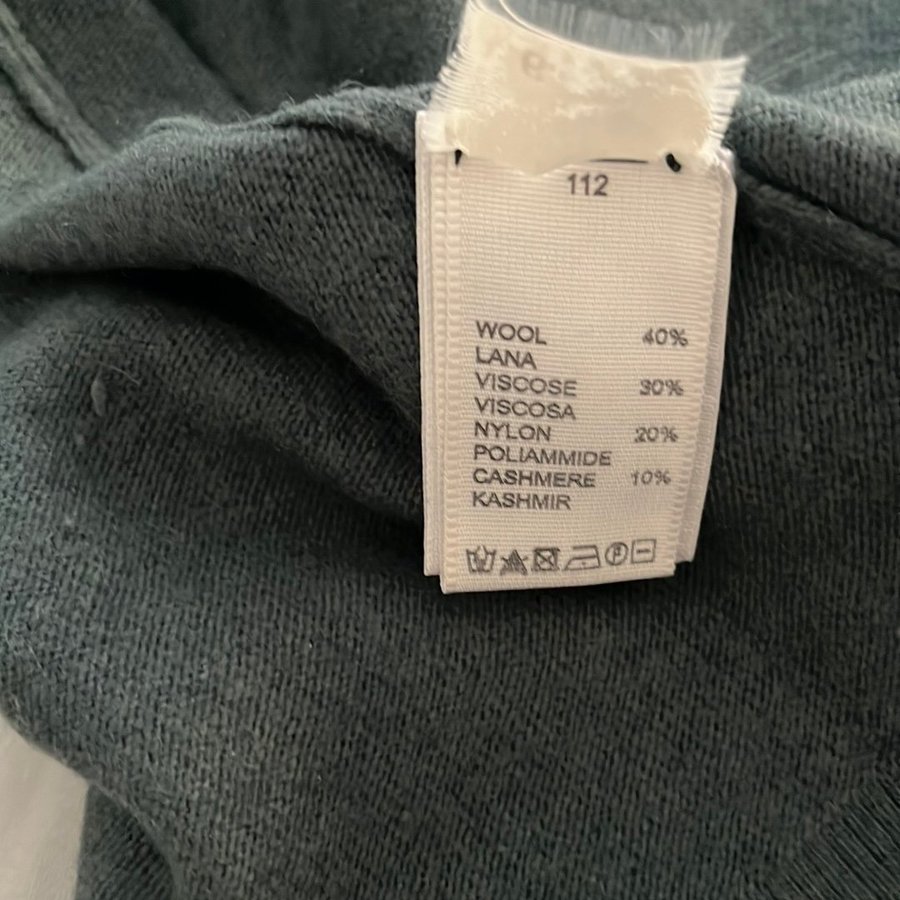 112
WOOL 40%
LANA
VISCOSE 30%
VISCOSA
NYLON 20%
POLIAMMIDE
CASHMERE 10%
KASHMIR